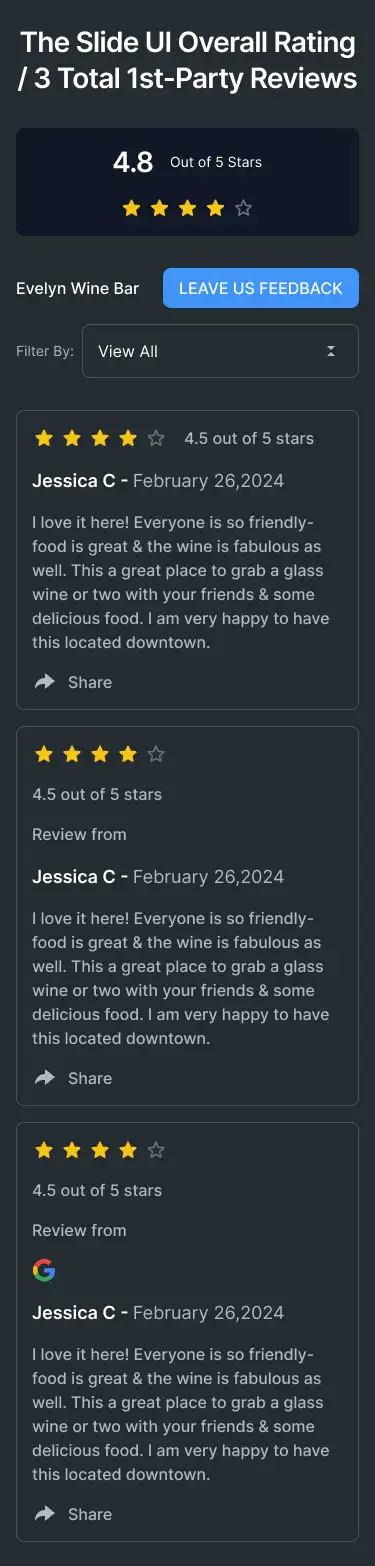 The Slide UI Overall Rating
/ 3 Total 1st-Party Reviews
4.8 Out of 5 Stars
Evelyn Wine Bar LEAVE US FEEDBACK
Filter By: View All
4.5 out of 5 stars
Jessica C - February 26,2024
I love it here! Everyone is so friendly-
food is great & the wine is fabulous as
well. This a great place to grab a glass
wine or two with your friends & some
delicious food. I am very happy to have
this located downtown.
Share
4.5 out of 5 stars
Review from
Jessica C - February 26,2024
I love it here! Everyone is so friendly-
food is great & the wine is fabulous as
well. This a great place to grab a glass
wine or two with your friends & some
delicious food. I am very happy to have
this located downtown.
Share
4.5 out of 5 stars
Review from
Jessica C - February 26,2024
I love it here! Everyone is so friendly-
food is great & the wine is fabulous as
well. This a great place to grab a glass
wine or two with your friends & some
delicious food. I am very happy to have
this located downtown.
Share